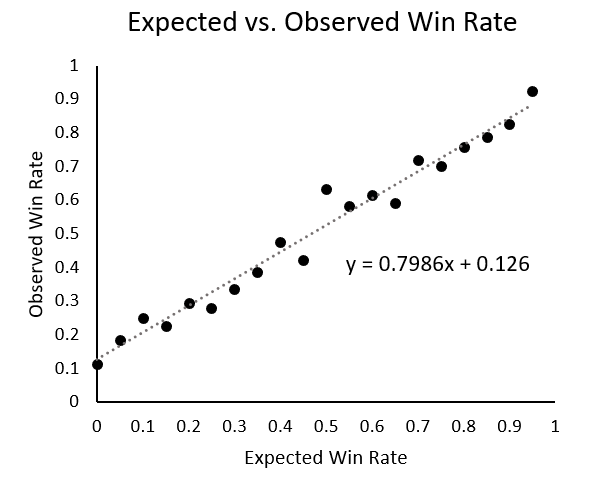 Expected vs. Observed Win Rate
1
0.9
0.8
0.7
0.6
0.5
0.4
0.3
0.2
0.1
0
Observed Win Rate
y = 0.7986x + 0.126
0 0.1 0.2 0.3 0.4 0.5 0.6 0.7 0.8 0.9 1
Expected Win Rate